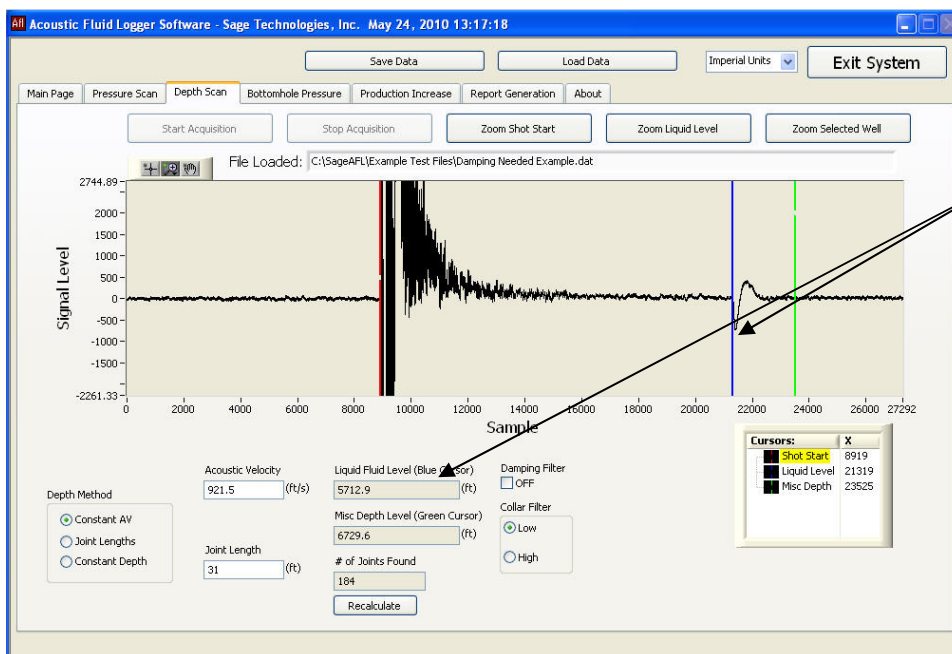 Afl Acoustic Fluid Logger Software - Sage Technologies, Inc. May 24, 2010 13:17:18
Save Data Load Data Imperial Units Exit System
Main Page Pressure Scan Depth Scan Bottomhole Pressure Production Increase Report Generation About
Start Acquisition Stop Acquisition Zoom Shot Start Zoom Liquid Level Zoom Selected Well
File Loaded: C:\SageAFL\Example Test Files\Damping Needed Example.dat
2744.89
2000
1500
1000
500
0
-500
-1000
-1500
-2261.33
Signal Level
0 2000 4000 6000 8000 10000 12000 14000 16000 18000 20000 22000 24000 26000 27292
Sample
Cursors: X
Shot Start 8919
Liquid Level 21319
Misc Depth 23525
Depth Method
Constant AV
Joint Lengths
Constant Depth
Acoustic Velocity
921.5 (ft/s)
Joint Length
31 (ft)
Liquid Fluid Level (Blue Cursor)
5712.9 (ft)
Misc Depth Level (Green Cursor)
6729.6 (ft)
# of Joints Found
184
Recalculate
Damping Filter
OFF
Collar Filter
Low
High